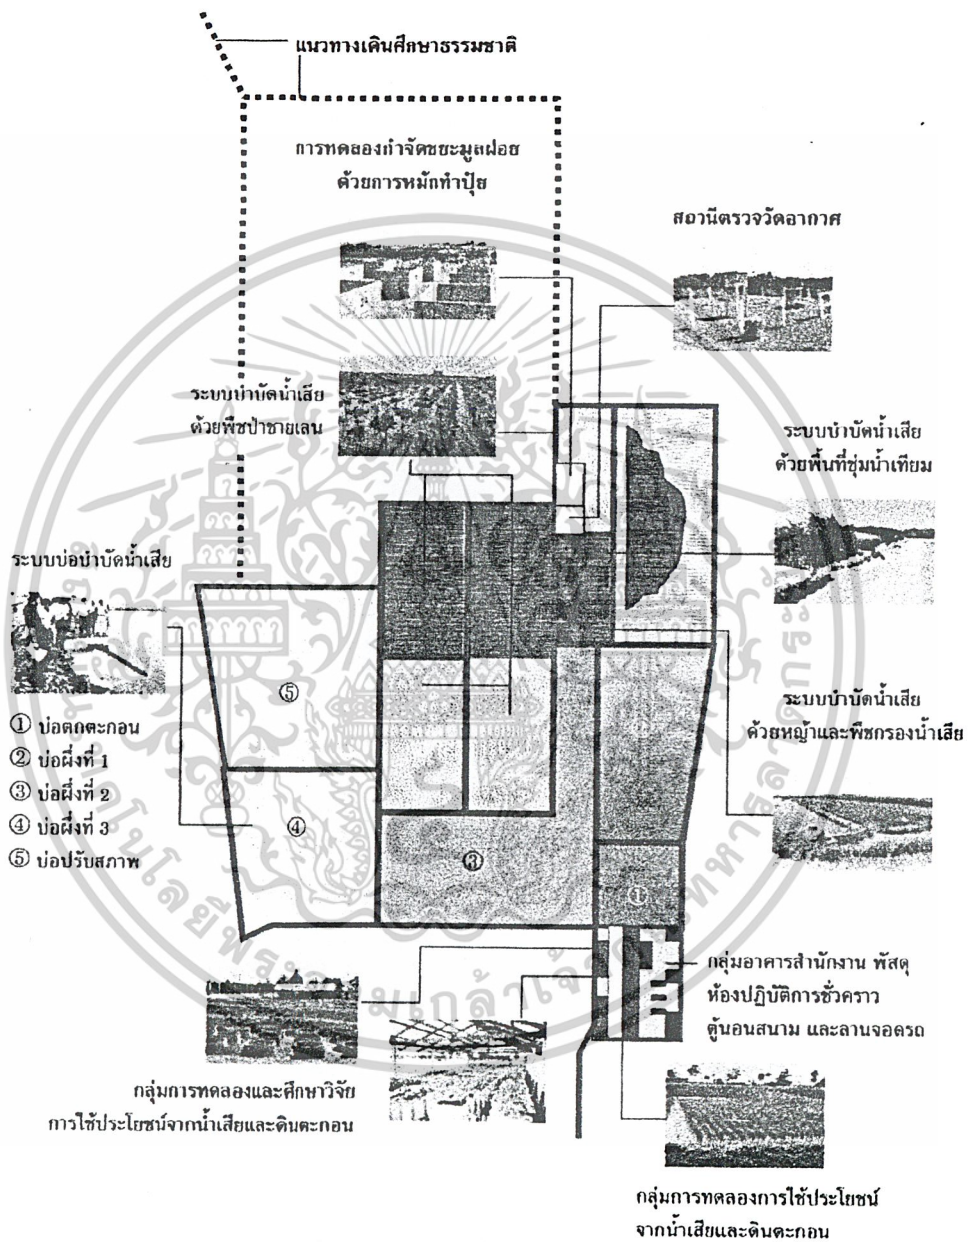 แนวทางเดินศึกษาธรรมชาติ
การทดลองกำจัดขยะมูลฝอย
ด้วยการหมักทำปุ๋ย
สถานีตรวจวัดอากาศ
ระบบบำบัดน้ำเสีย
ด้วยพืชป่าชายเลน
ระบบบำบัดน้ำเสีย
ด้วยพื้นที่ชุ่มน้ำเทียม
ระบบบ่อบำบัดน้ำเสีย
① บ่อตกตะกอน
② บ่อผึ่งที่ 1
③ บ่อผึ่งที่ 2
④ บ่อผึ่งที่ 3
⑤ บ่อปรับสภาพ
⑤
④
③
①
ระบบบำบัดน้ำเสีย
ด้วยหญ้าและพืชกรองน้ำเสีย
กลุ่มอาคารสำนักงาน พัสดุ
ห้องปฏิบัติการชั่วคราว
ตู้นอนสนาม และลานจอดรถ
กลุ่มการทดลองและศึกษาวิจัย
การใช้ประโยชน์จากน้ำเสียและดินตะกอน
กลุ่มการทดลองการใช้ประโยชน์
จากน้ำเสียและดินตะกอน